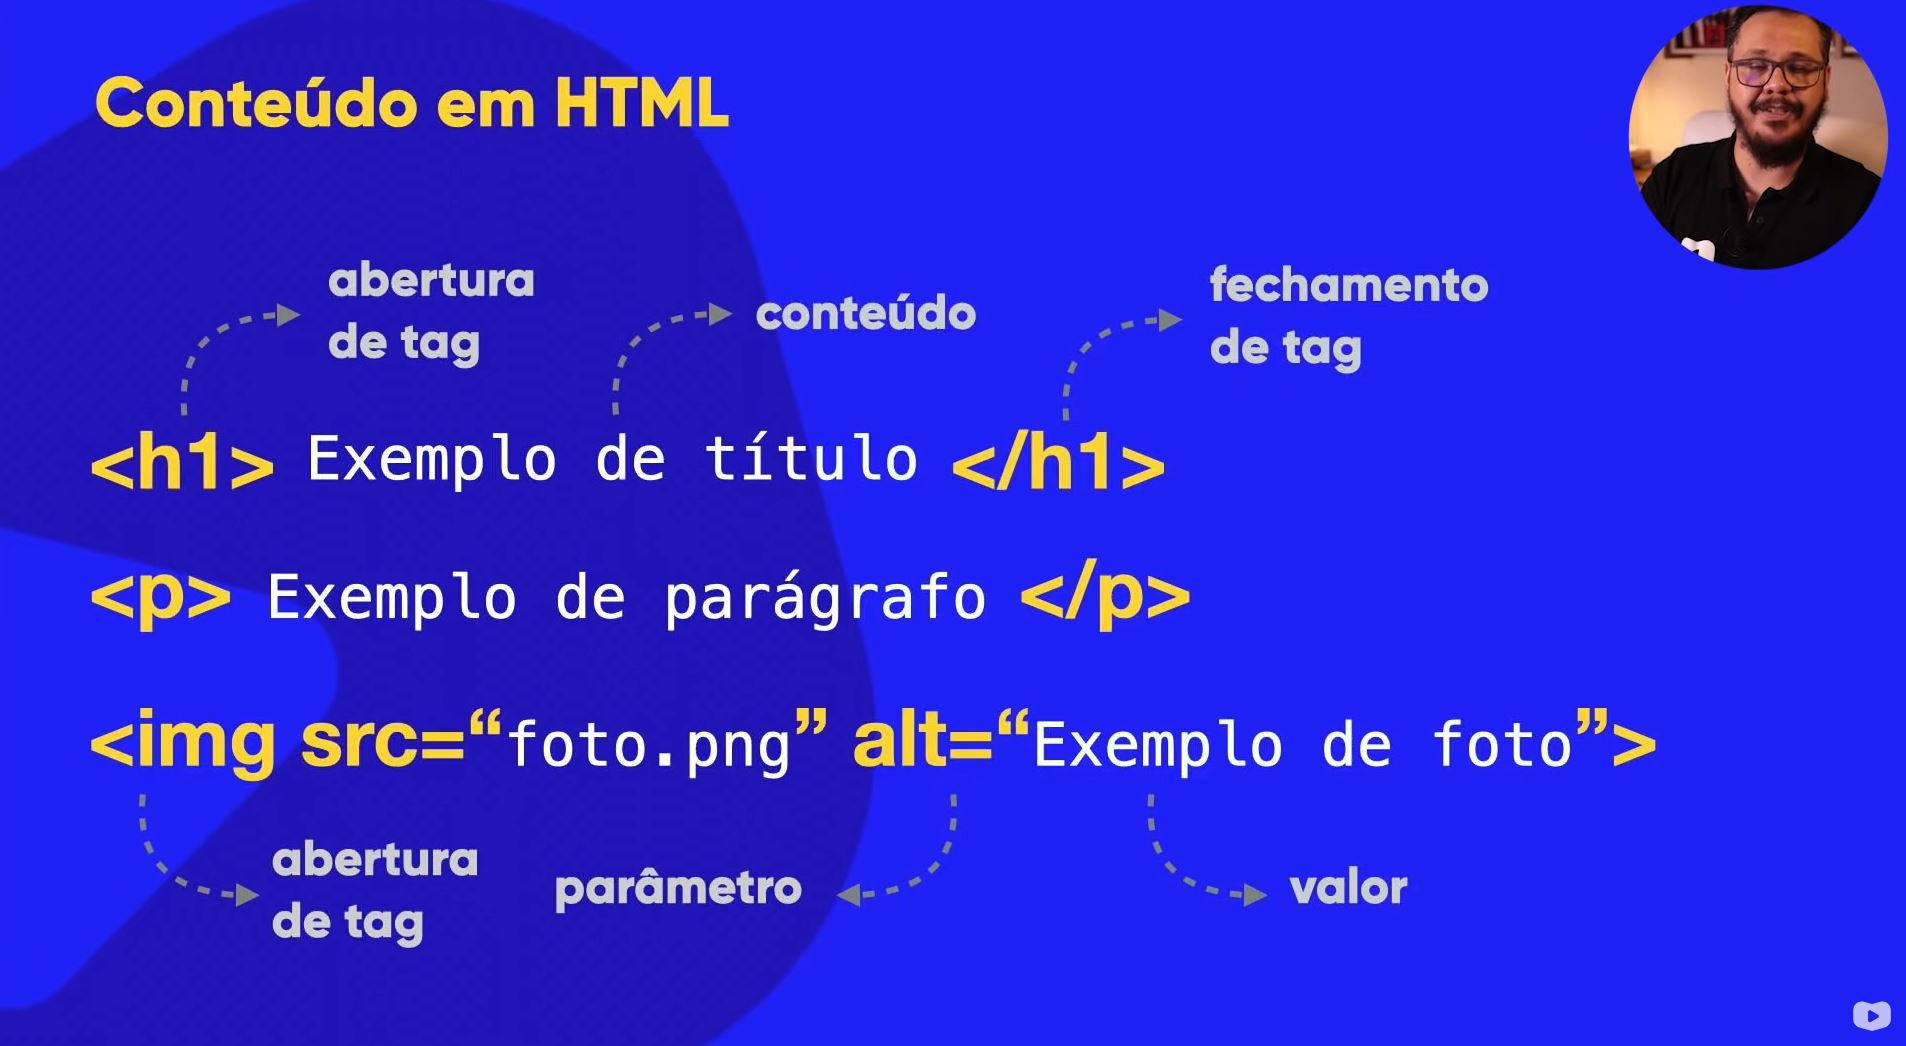 Conteúdo em HTML
abertura
de tag
conteúdo
fechamento
de tag
<h1> Exemplo de título </h1>
<p> Exemplo de parágrafo </p>
<img src=“foto.png” alt=“Exemplo de foto”>
abertura
de tag
parâmetro
valor